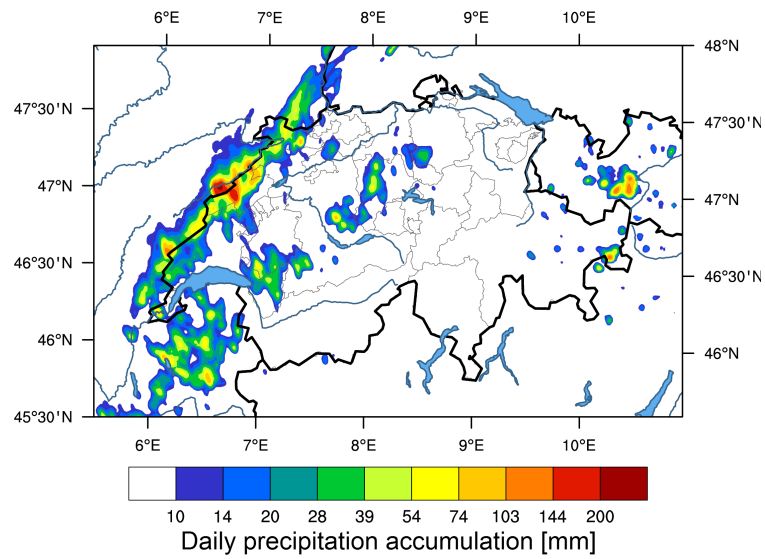 6°E 7°E 8°E 9°E 10°E
48°N
47°30'N 47°30'N
47°N 47°N
46°30'N 46°30'N
46°N 46°N
45°30'N
6°E 7°E 8°E 9°E 10°E
10 14 20 28 39 54 74 103 144 200
Daily precipitation accumulation [mm]